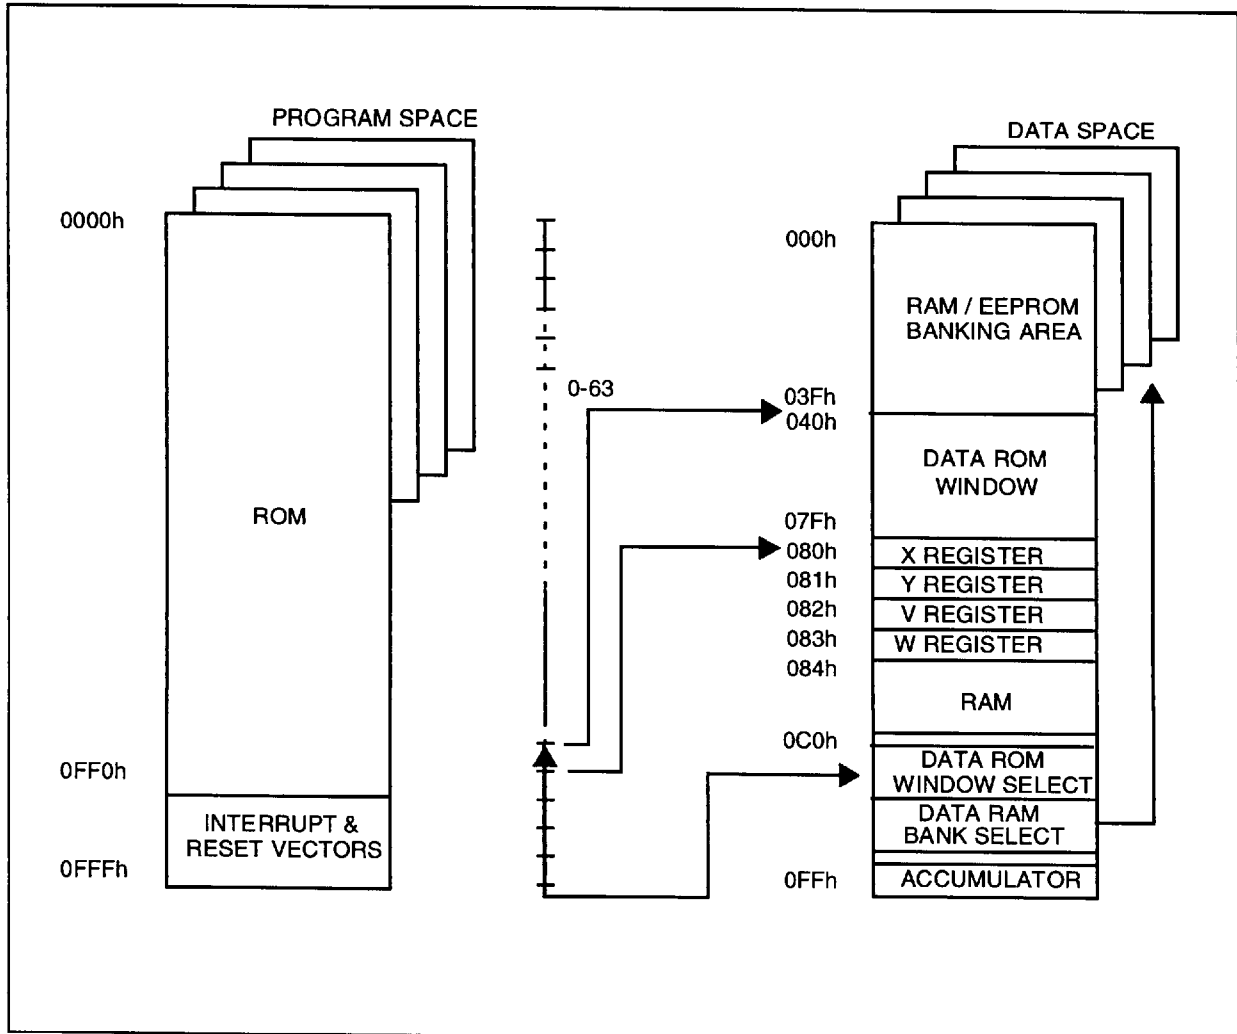 PROGRAM SPACE
0000h
ROM
0FF0h
INTERRUPT &
RESET VECTORS
0FFFh
0-63
DATA SPACE
000h
RAM / EEPROM
BANKING AREA
03Fh
040h
DATA ROM
WINDOW
07Fh
080h
X REGISTER
081h
Y REGISTER
082h
V REGISTER
083h
W REGISTER
084h
RAM
0C0h
DATA ROM
WINDOW SELECT
DATA RAM
BANK SELECT
0FFh
ACCUMULATOR